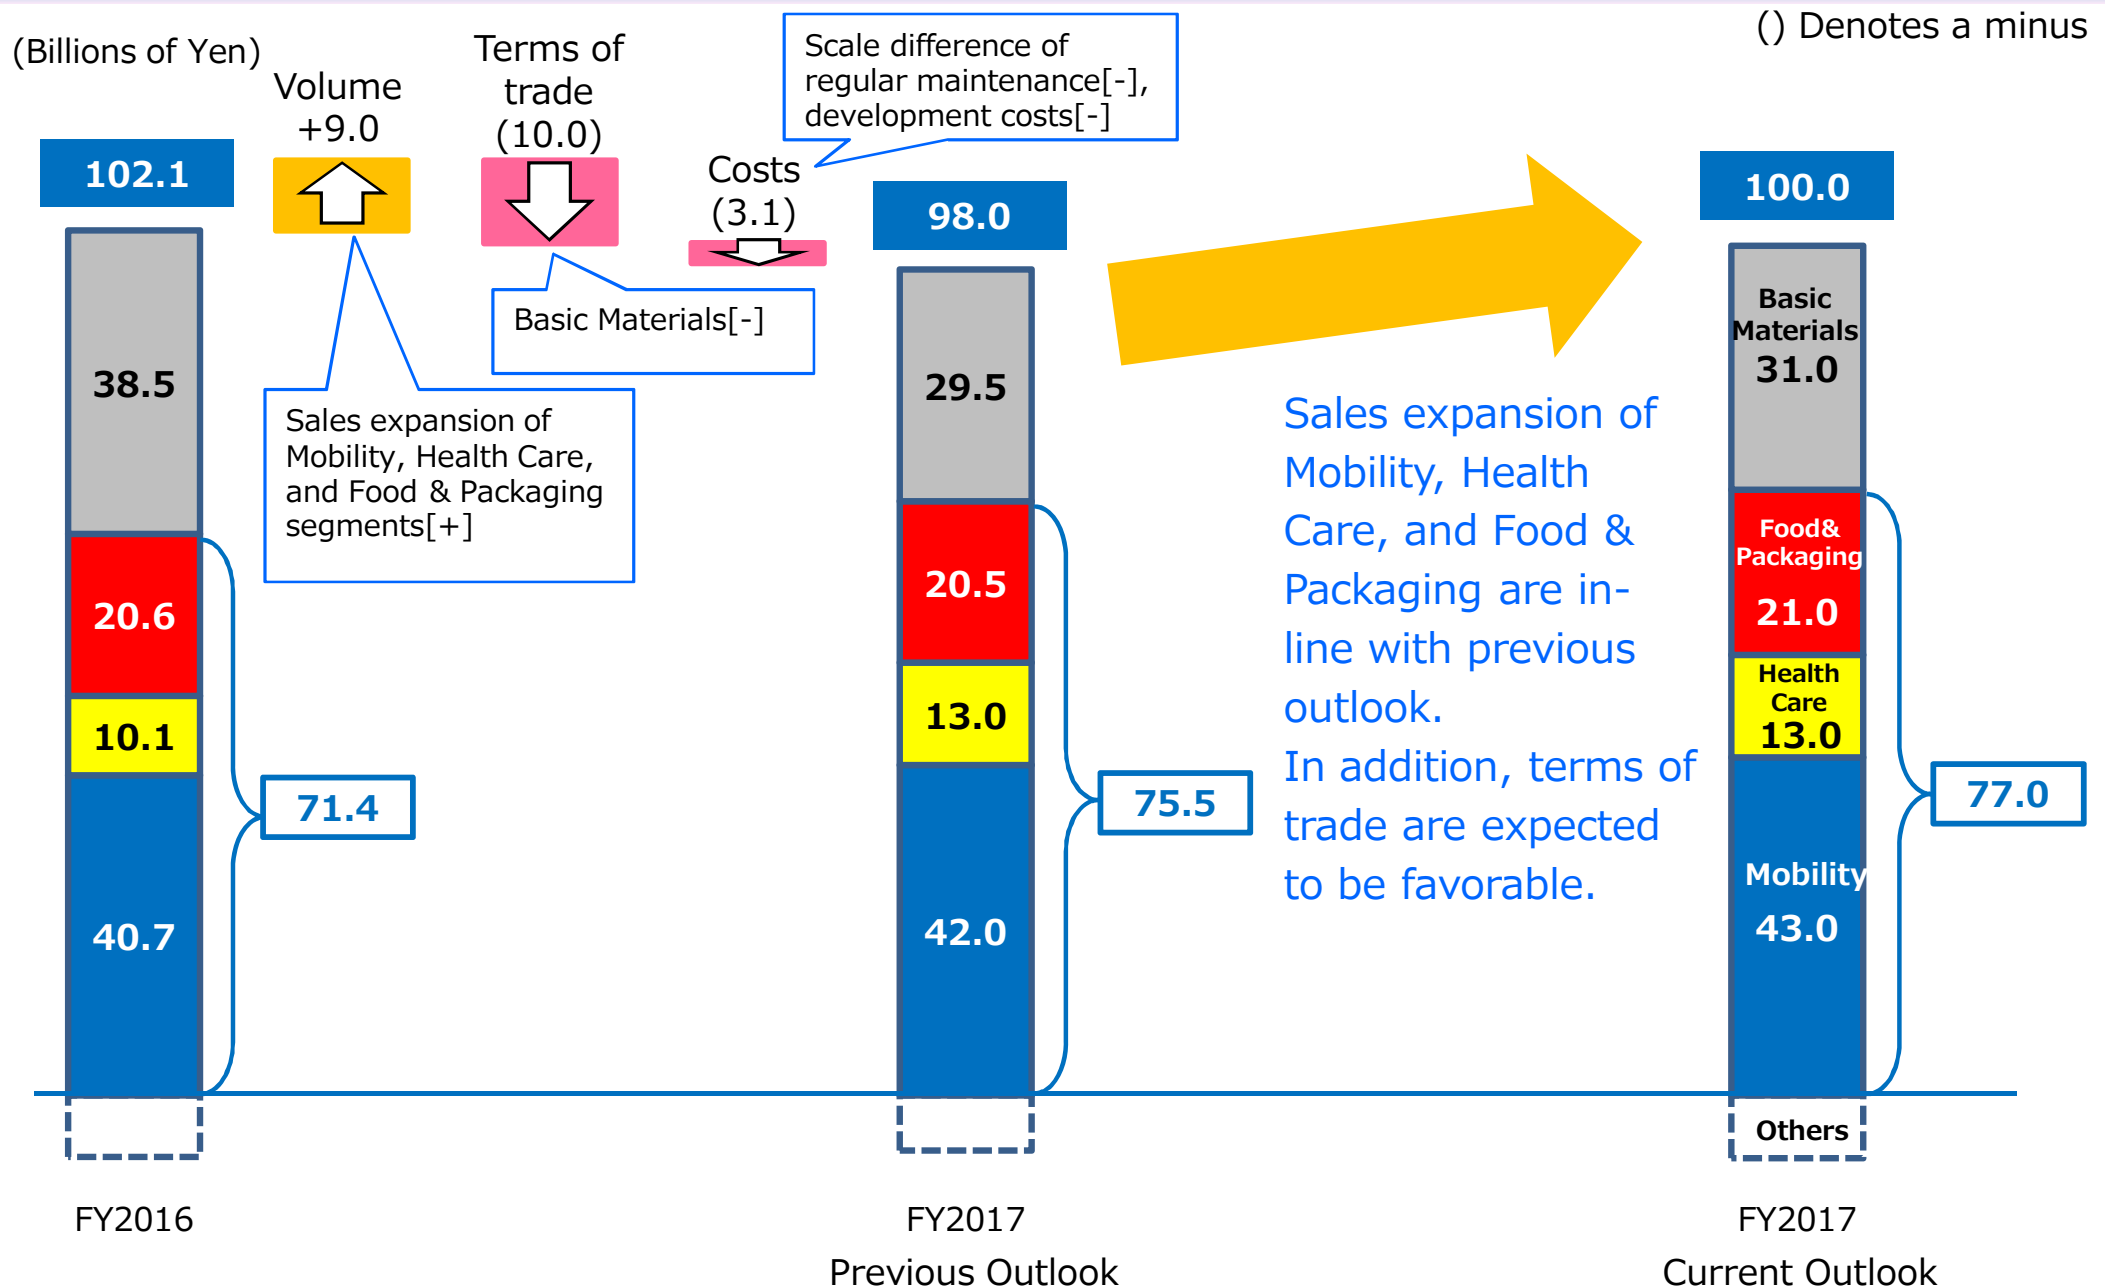 (Billions of Yen)
() Denotes a minus
Volume
+9.0
Terms of
trade
(10.0)
Costs
(3.1)
Scale difference of
regular maintenance[-],
development costs[-]
Basic Materials[-]
Sales expansion of
Mobility, Health Care,
and Food & Packaging
segments[+]
102.1
38.5
20.6
10.1
40.7
71.4
98.0
29.5
20.5
13.0
42.0
75.5
Sales expansion of
Mobility, Health
Care, and Food &
Packaging are in-
line with previous
outlook.
In addition, terms of
trade are expected
to be favorable.
100.0
Basic
Materials
31.0
Food&
Packaging
21.0
Health
Care
13.0
Mobility
43.0
77.0
Others
FY2016
FY2017
Previous Outlook
FY2017
Current Outlook